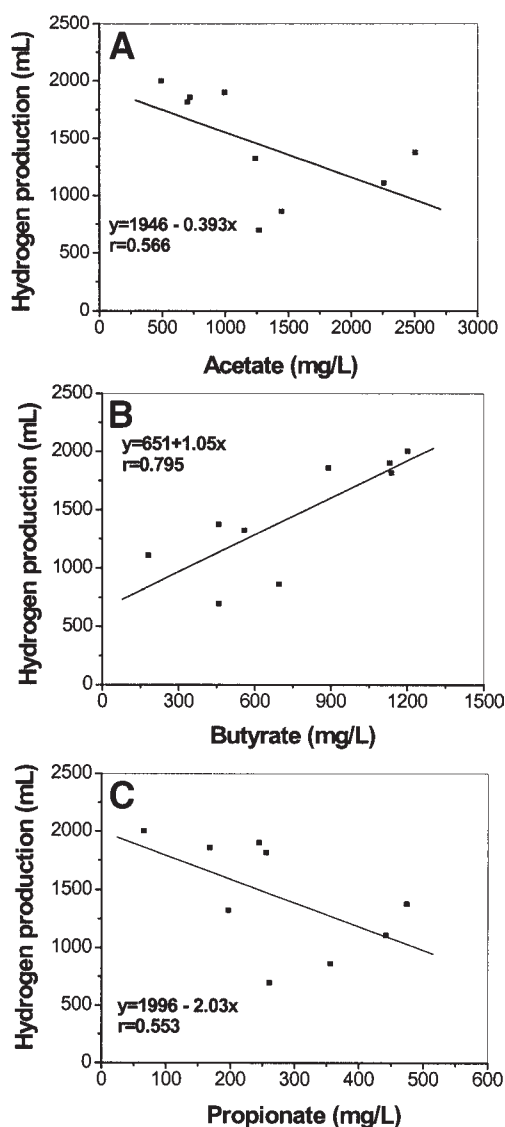 A
Hydrogen production (mL)
2500
2000
1500
1000
500
0
y=1946 - 0.393x
r=0.566
0 500 1000 1500 2000 2500 3000
Acetate (mg/L)
B
Hydrogen production (mL)
2500
2000
1500
1000
500
0
y=651+1.05x
r=0.795
0 300 600 900 1200 1500
Butyrate (mg/L)
C
Hydrogen production (mL)
2500
2000
1500
1000
500
0
y=1996 - 2.03x
r=0.553
0 100 200 300 400 500 600
Propionate (mg/L)